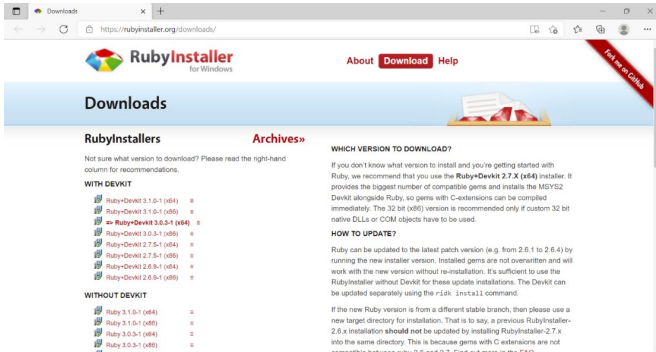 Downloads
https://rubyinstaller.org/downloads/
RubyInstaller
for Windows
About Download Help
Fork me on GitHub
Downloads
RubyInstallers Archives»
Not sure what version to download? Please read the right-hand
column for recommendations.
WITH DEVKIT
Ruby+Devkit 3.1.0-1 (x64)
Ruby+Devkit 3.1.0-1 (x86)
=> Ruby+Devkit 3.0.3-1 (x64)
Ruby+Devkit 3.0.3-1 (x86)
Ruby+Devkit 2.7.5-1 (x64)
Ruby+Devkit 2.7.5-1 (x86)
Ruby+Devkit 2.6.9-1 (x64)
Ruby+Devkit 2.6.9-1 (x86)
WITHOUT DEVKIT
Ruby 3.1.0-1 (x64)
Ruby 3.1.0-1 (x86)
Ruby 3.0.3-1 (x64)
Ruby 3.0.3-1 (x86)
WHICH VERSION TO DOWNLOAD?
If you don't know what version to install and you're getting started with
Ruby, we recommend that you use the Ruby+Devkit 2.7.X (x64) installer. It
provides the biggest number of compatible gems and installs the MSYS2
Devkit alongside Ruby, so gems with C-extensions can be compiled
immediately. The 32 bit (x86) version is recommended only if custom 32 bit
native DLLs or COM objects have to be used.
HOW TO UPDATE?
Ruby can be updated to the latest patch version (e.g. from 2.6.1 to 2.6.4) by
running the new installer version. Installed gems are not overwritten and will
work with the new version without re-installation. It's sufficient to use the
RubyInstaller without Devkit for these update installations. The Devkit can
be updated separately using the ridk install command.
If the new Ruby version is from a different stable branch, then please use a
new target directory for installation. That is to say, a previous RubyInstaller-
2.6.x installation should not be updated by installing RubyInstaller-2.7.x
into the same directory. This is because gems with C extensions are not
compatible between ruby-2.6 and 2.7. Find out more in the FAQ